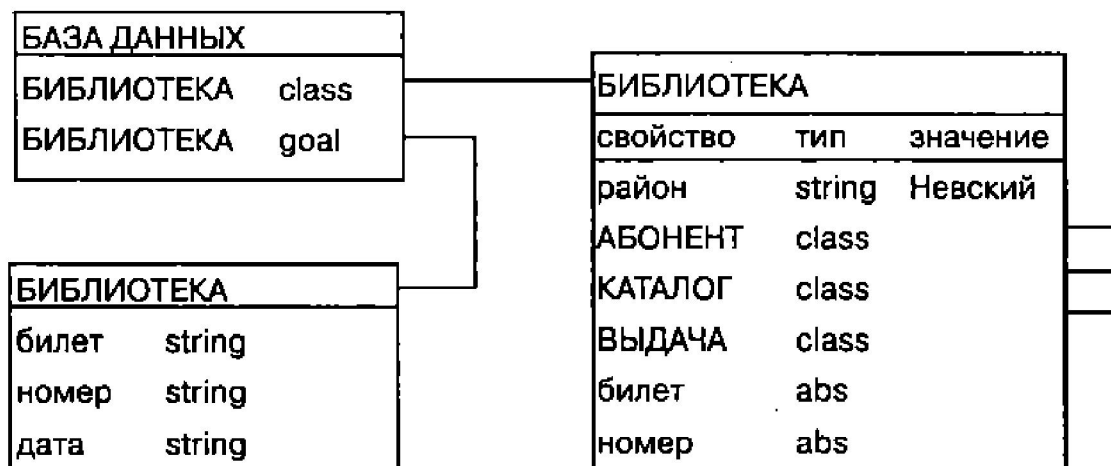 БАЗА ДАННЫХ
БИБЛИОТЕКА class
БИБЛИОТЕКА goal
БИБЛИОТЕКА
билет string
номер string
дата string
БИБЛИОТЕКА
свойство тип значение
район string Невский
АБОНЕНТ class
КАТАЛОГ class
ВЫДАЧА class
билет abs
номер abs